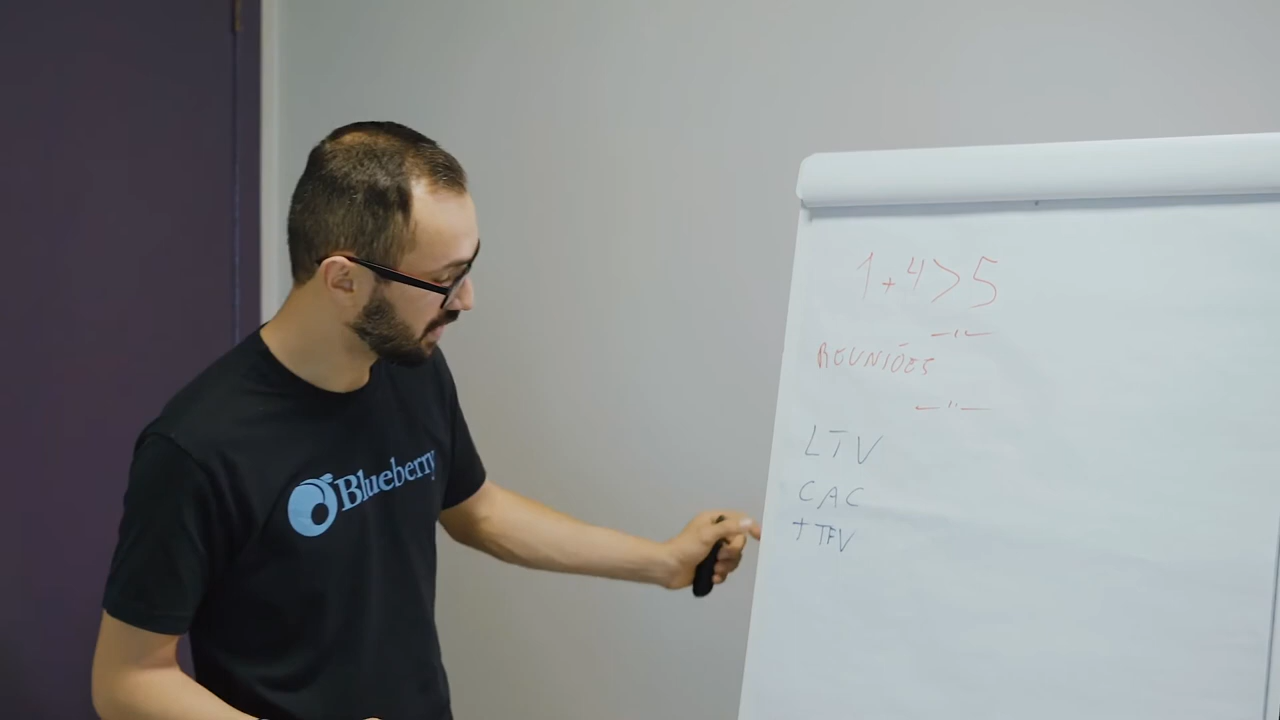 Blueberry
1+4>5
—"—
REUNIÕES
—"—
LTV
CAC
+ TFV